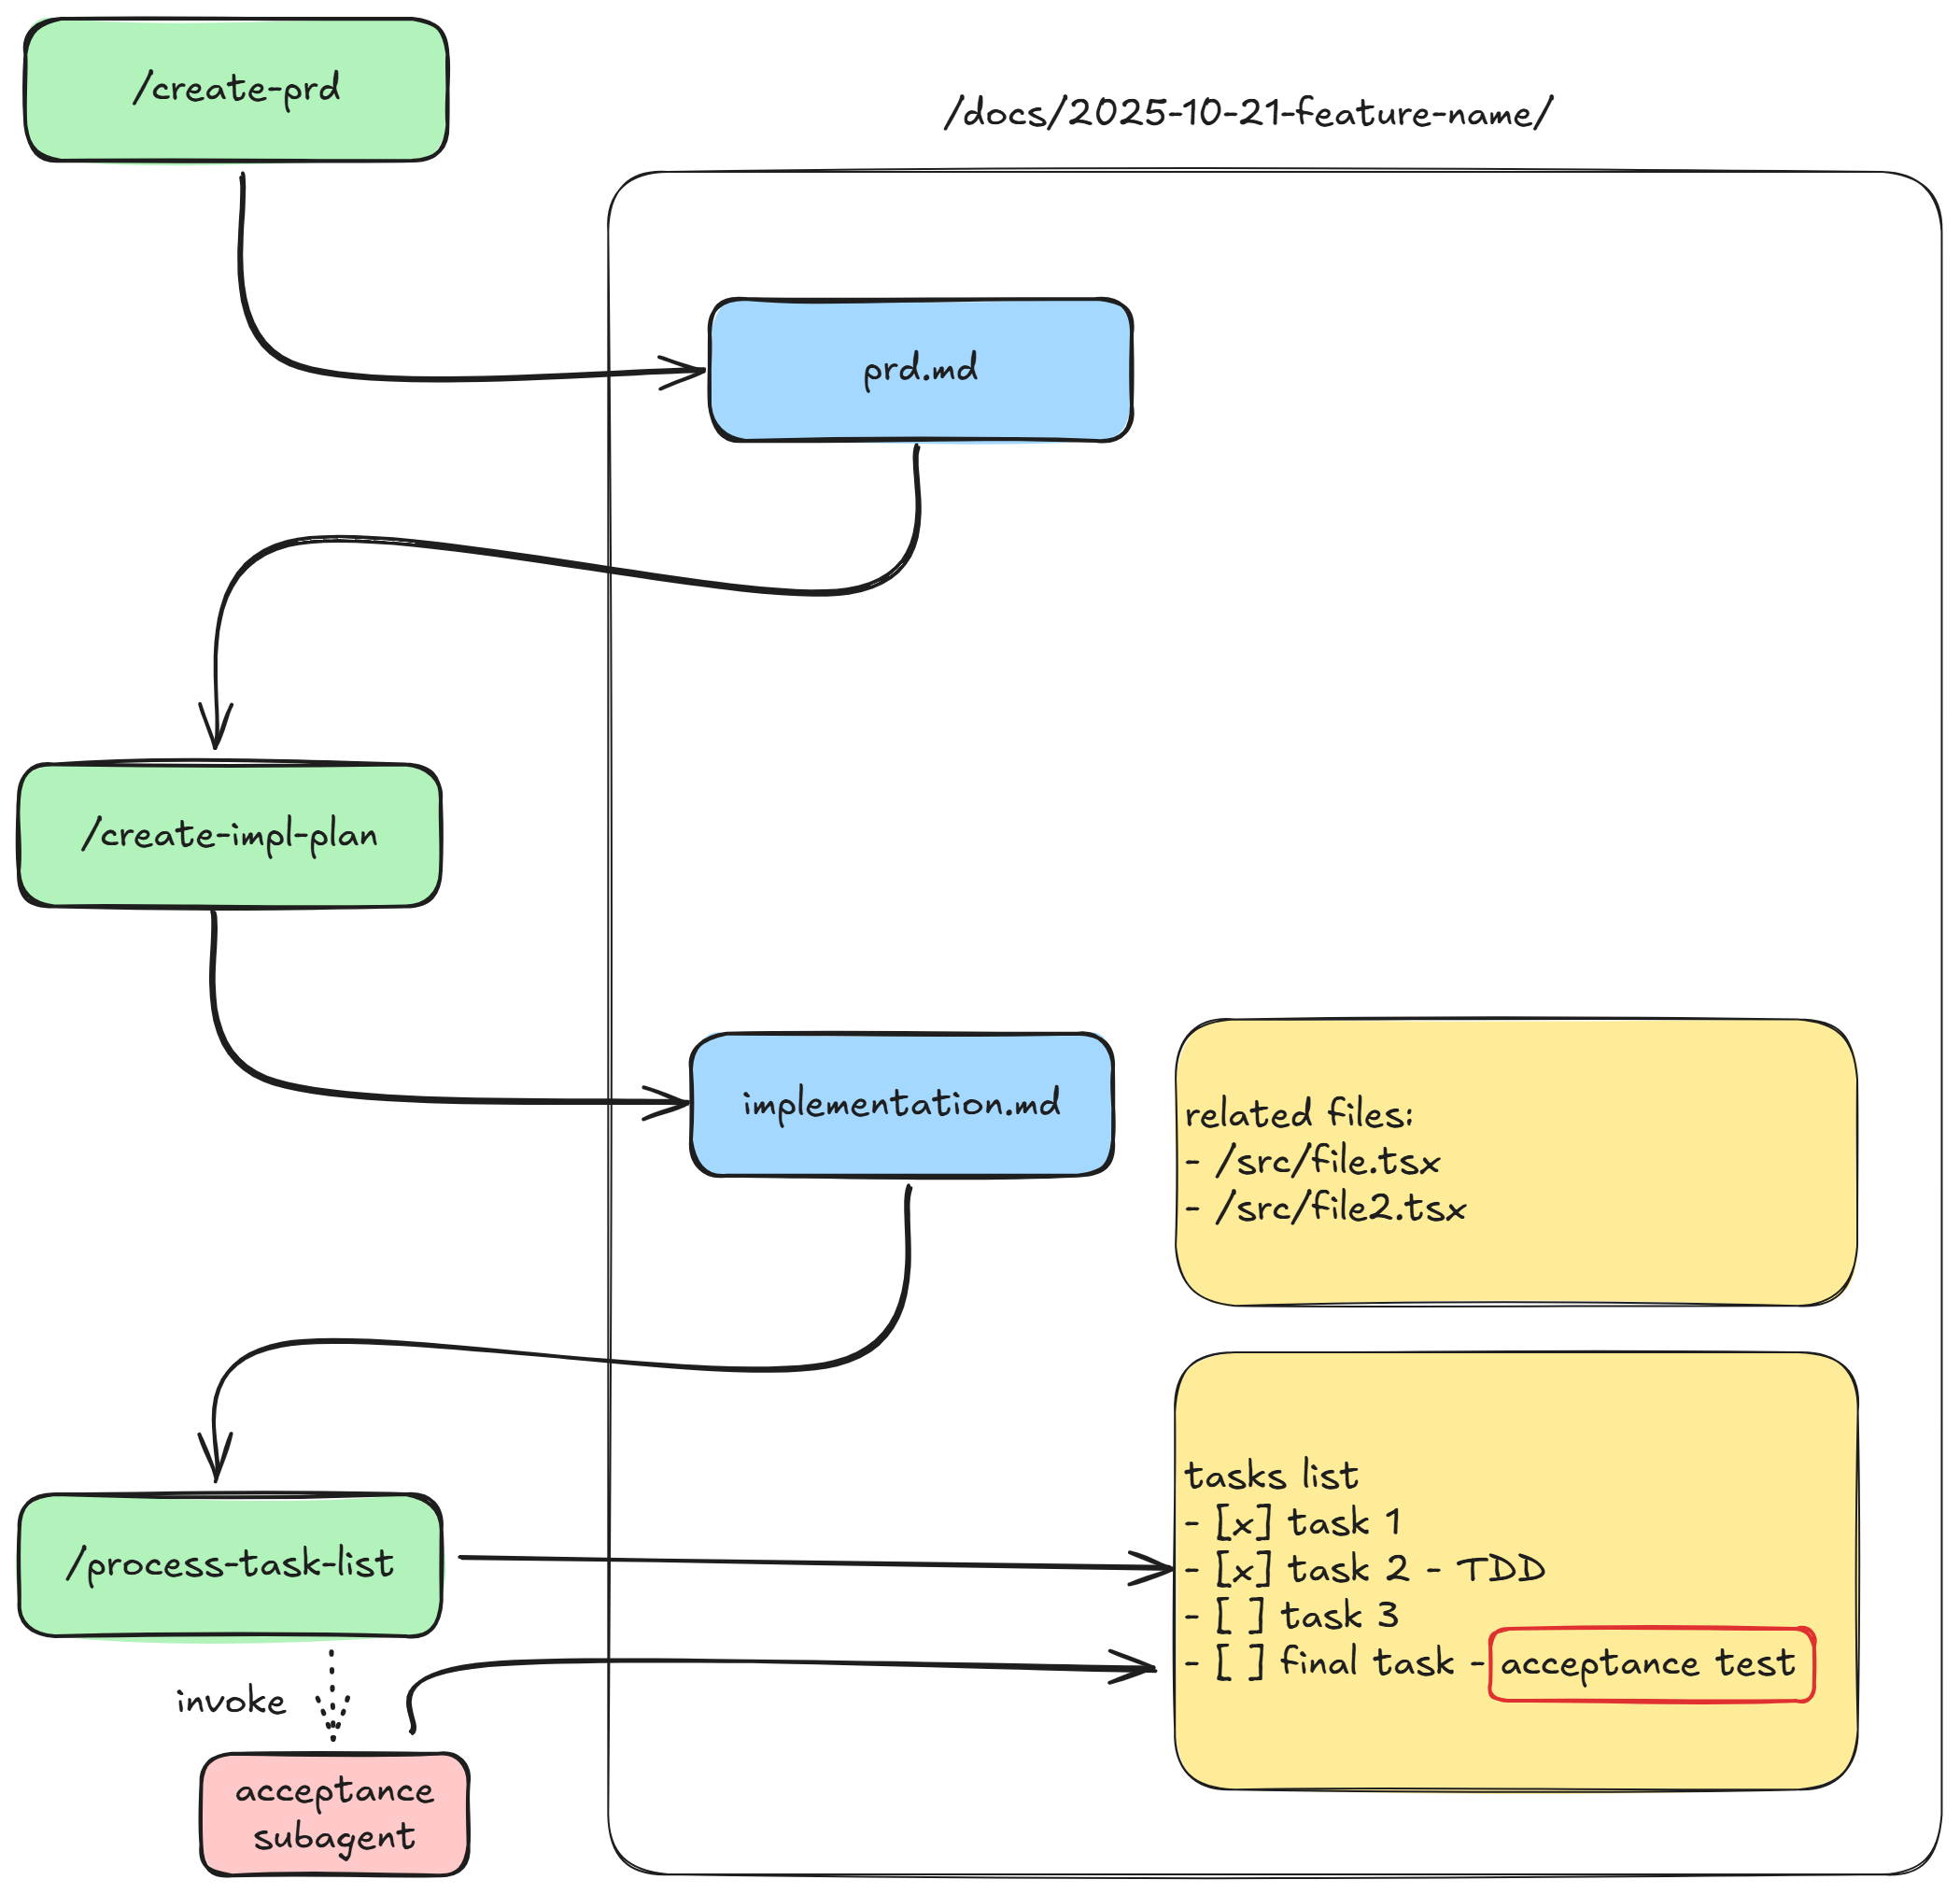 /create-prd
/docs/2025-10-21-feature-name/
prd.md
/create-impl-plan
implementation.md
related files:
- /src/file.tsx
- /src/file2.tsx
/process-task-list
tasks list
- [x] task 1
- [x] task 2 - TDD
- [ ] task 3
- [ ] final task - acceptance test
invoke
acceptance
subagent